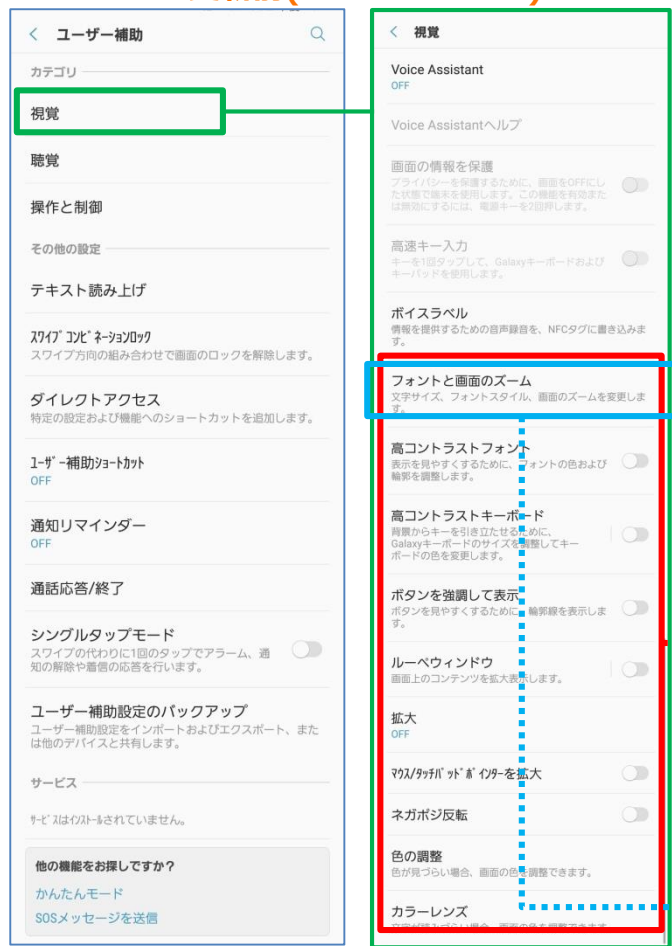 ユーザー補助
カテゴリ
視覚
聴覚
操作と制御
その他の設定
テキスト読み上げ
スワイプ コンビネーションロック
スワイプ方向の組み合わせで画面のロックを解除します。
ダイレクトアクセス
特定の設定および機能へのショートカットを追加します。
ユーザー補助ショートカット
OFF
通知リマインダー
OFF
通話応答/終了
シングルタップモード
スワイプの代わりに1回のタップでアラーム、通
知の解除や着信の応答を行います。
ユーザー補助設定のバックアップ
ユーザー補助設定をインポートおよびエクスポート、また
は他のデバイスと共有します。
サービス
サービスはインストールされていません。
他の機能をお探しですか?
かんたんモード
SOSメッセージを送信
視覚
Voice Assistant
OFF
Voice Assistantヘルプ
画面の情報を保護
プライバシーを保護するために、画面をOFFにし
た状態で端末を使用します。この機能を有効また
は無効にするには、電源キーを2回押します。
高速キー入力
キーを1回タップして、Galaxyキーボードおよび
キーパッドを使用します。
ボイスラベル
情報を提供するための音声録音を、NFCタグに書き込みま
す。
フォントと画面のズーム
文字サイズ、フォントスタイル、画面のズームを変更しま
す。
高コントラストフォント
表示を見やすくするために、フォントの色および
輪郭を調整します。
高コントラストキーボード
背景からキーを引き立たせるために、
Galaxyキーボードのサイズを調整してキー
ボードの色を変更します。
ボタンを強調して表示
ボタンを見やすくするために、輪郭線を表示しま
す。
ルーペウィンドウ
画面上のコンテンツを拡大表示します。
拡大
OFF
マウス/タッチパッドポインターを拡大
ネガポジ反転
色の調整
色が見づらい場合、画面の色を調整できます。
カラーレンズ
文字が読みづらい場合、画面の色を調整できます